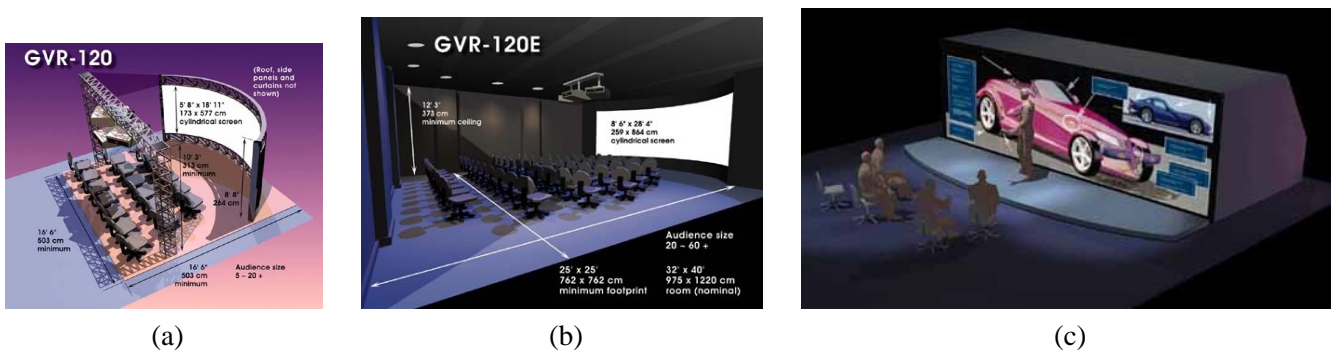 GVR-120
(Roof, side
panels and
curtains not
shown)
5' 8" x 18' 11"
173 x 577 cm
cylindrical screen
10' 3"
313 cm
minimum
8' 8"
264 cm
16' 6"
503 cm
minimum
16' 6"
503 cm
minimum
Audience size
5 ~ 20 +
(a)
GVR-120E
12' 3"
373 cm
minimum ceiling
8' 6" x 28' 4"
259 x 864 cm
cylindrical screen
Audience size
20 ~ 60 +
25' x 25'
762 x 762 cm
minimum footprint
32' x 40'
975 x 1220 cm
room (nominal)
(b)
(c)